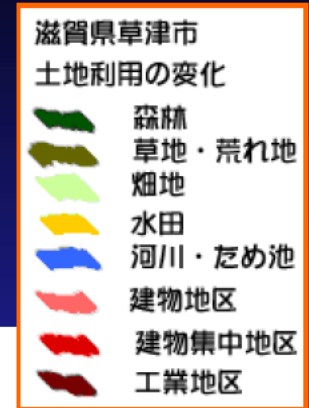 滋賀県草津市
土地利用の変化
森林
草地・荒れ地
畑地
水田
河川・ため池
建物地区
建物集中地区
工業地区